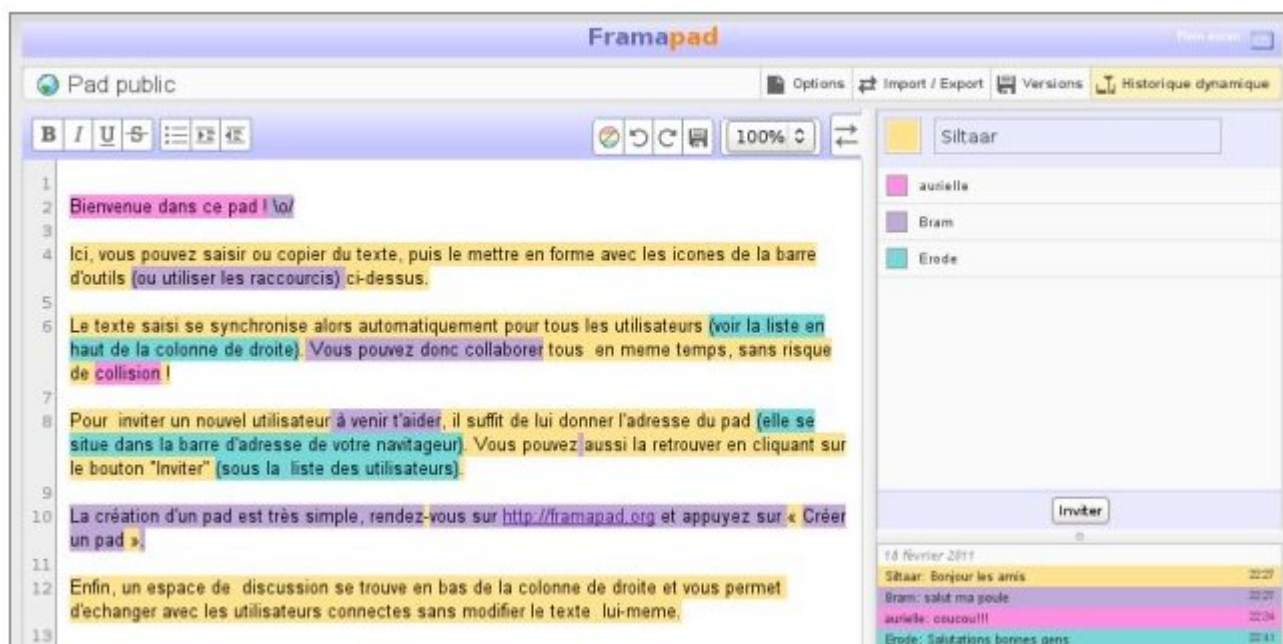 Framapad
Plein écran
Pad public
Options
Import / Export
Versions
Historique dynamique
B I U S
100%
Siltaar
aurielle
Bram
Erode
1
2
Bienvenue dans ce pad ! \o/
3
4
Ici, vous pouvez saisir ou copier du texte, puis le mettre en forme avec les icones de la barre
d'outils (ou utiliser les raccourcis) ci-dessus.
5
6
Le texte saisi se synchronise alors automatiquement pour tous les utilisateurs (voir la liste en
haut de la colonne de droite). Vous pouvez donc collaborer tous en meme temps, sans risque
de collision !
7
8
Pour inviter un nouvel utilisateur à venir t'aider, il suffit de lui donner l'adresse du pad (elle se
situe dans la barre d'adresse de votre navitageur). Vous pouvez aussi la retrouver en cliquant sur
le bouton "Inviter" (sous la liste des utilisateurs).
9
10
La création d'un pad est très simple, rendez-vous sur http://framapad.org et appuyez sur « Créer
un pad ».
11
12
Enfin, un espace de discussion se trouve en bas de la colonne de droite et vous permet
d'echanger avec les utilisateurs connectes sans modifier le texte lui-meme.
13
Inviter
18 février 2011
Siltaar: Bonjour les amis 22:27
Bram: salut ma poule 22:27
aurielle: coucou!!! 22:34
Erode: Salutations bonnes gens 22:41